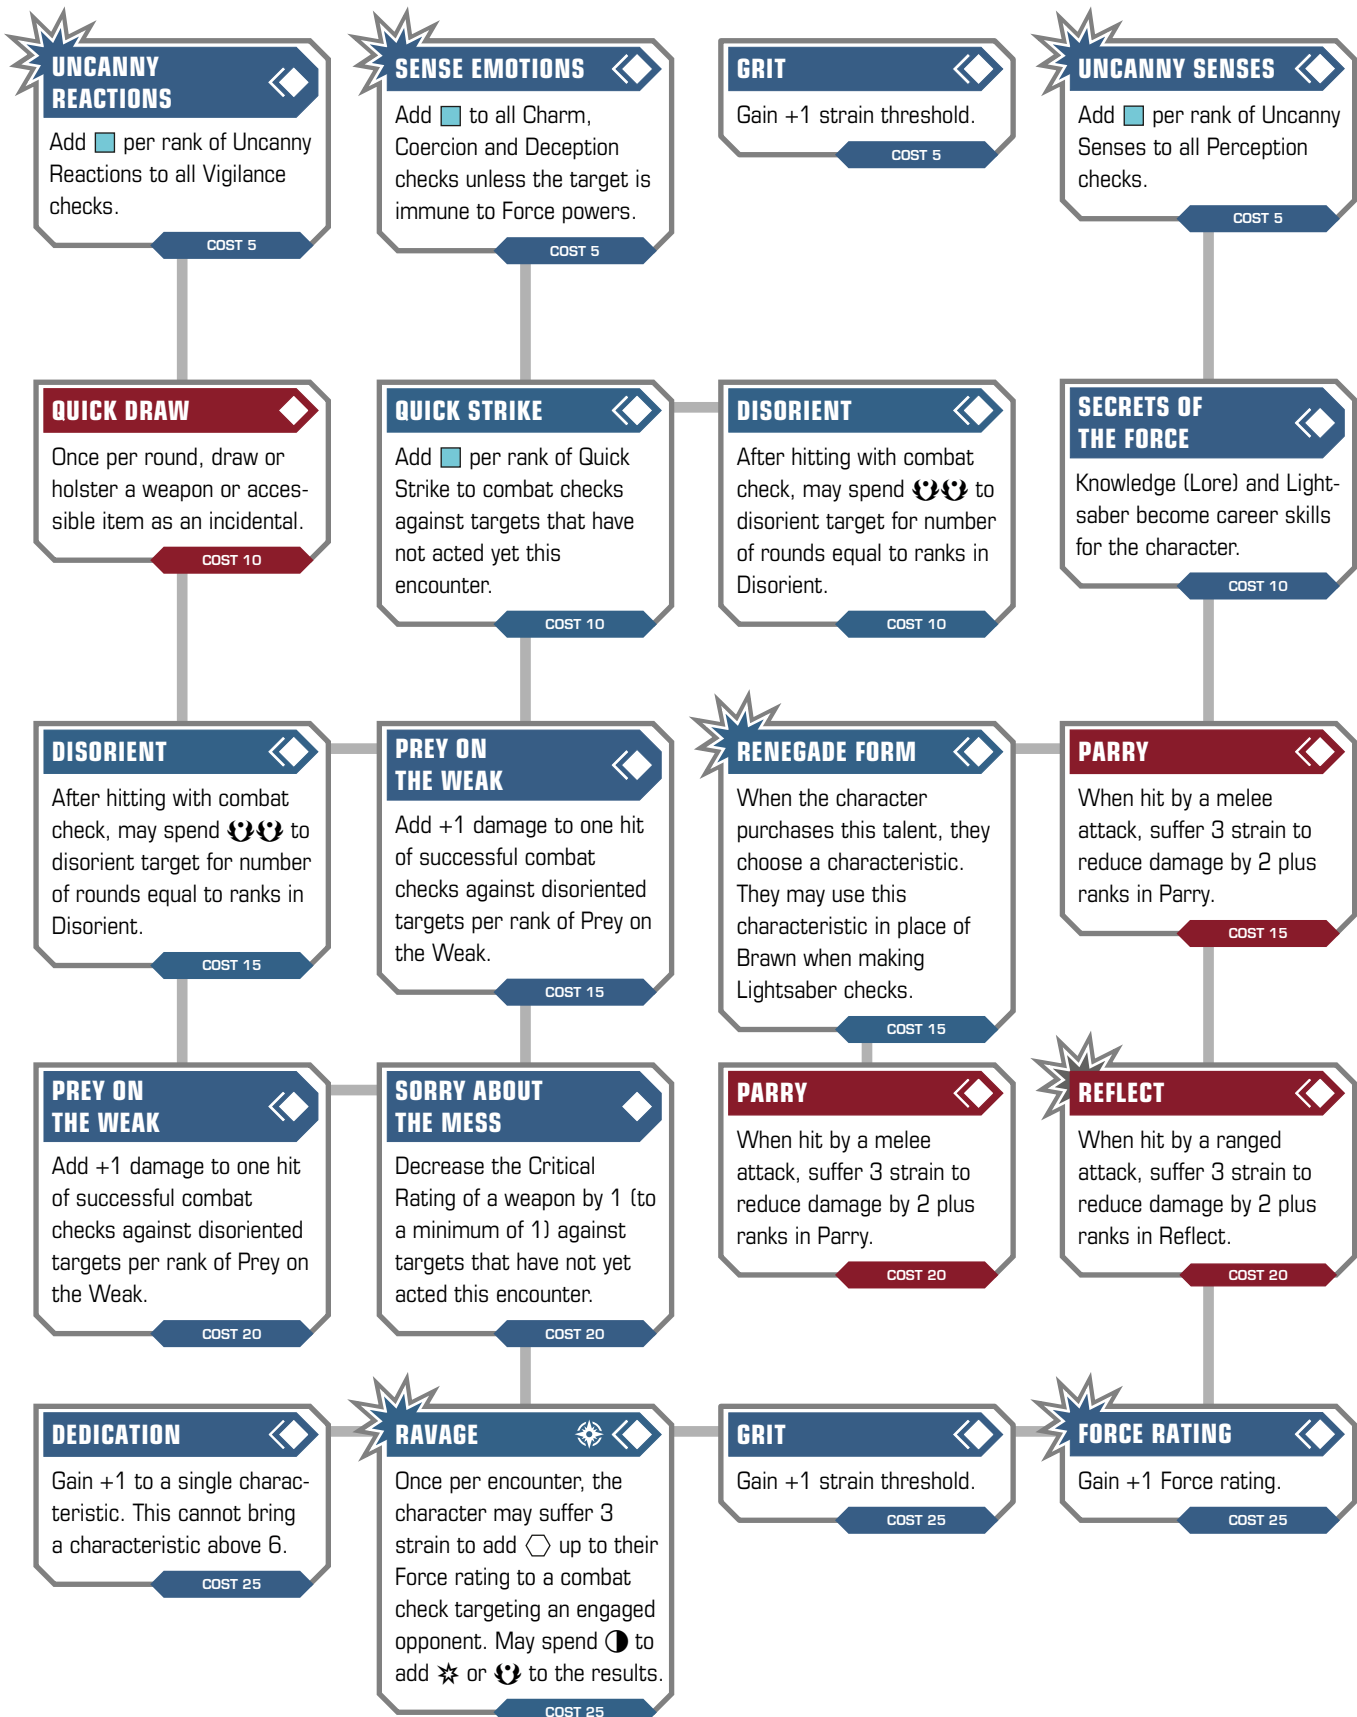 UNCANNY
REACTIONS
Add per rank of Uncanny
Reactions to all Vigilance
checks.
COST 5
SENSE EMOTIONS
Add to all Charm,
Coercion and Deception
checks unless the target is
immune to Force powers.
COST 5
GRIT
Gain +1 strain threshold.
COST 5
UNCANNY SENSES
Add per rank of Uncanny
Senses to all Perception
checks.
COST 5
QUICK DRAW
Once per round, draw or
holster a weapon or acces-
sible item as an incidental.
COST 10
QUICK STRIKE
Add per rank of Quick
Strike to combat checks
against targets that have
not acted yet this
encounter.
COST 10
DISORIENT
After hitting with combat
check, may spend to
disorient target for number
of rounds equal to ranks in
Disorient.
COST 10
SECRETS OF
THE FORCE
Knowledge (Lore) and Light-
saber become career skills
for the character.
COST 10
DISORIENT
After hitting with combat
check, may spend to
disorient target for number
of rounds equal to ranks in
Disorient.
COST 15
PREY ON
THE WEAK
Add +1 damage to one hit
of successful combat
checks against disoriented
targets per rank of Prey on
the Weak.
COST 15
RENEGADE FORM
When the character
purchases this talent, they
choose a characteristic.
They may use this
characteristic in place of
Brawn when making
Lightsaber checks.
COST 15
PARRY
When hit by a melee
attack, suffer 3 strain to
reduce damage by 2 plus
ranks in Parry.
COST 15
PREY ON
THE WEAK
Add +1 damage to one hit
of successful combat
checks against disoriented
targets per rank of Prey on
the Weak.
COST 20
SORRY ABOUT
THE MESS
Decrease the Critical
Rating of a weapon by 1 (to
a minimum of 1) against
targets that have not yet
acted this encounter.
COST 20
PARRY
When hit by a melee
attack, suffer 3 strain to
reduce damage by 2 plus
ranks in Parry.
COST 20
REFLECT
When hit by a ranged
attack, suffer 3 strain to
reduce damage by 2 plus
ranks in Reflect.
COST 20
DEDICATION
Gain +1 to a single charac-
teristic. This cannot bring
a characteristic above 6.
COST 25
RAVAGE
Once per encounter, the
character may suffer 3
strain to add up to their
Force rating to a combat
check targeting an engaged
opponent. May spend to
add or to the results.
COST 25
GRIT
Gain +1 strain threshold.
COST 25
FORCE RATING
Gain +1 Force rating.
COST 25